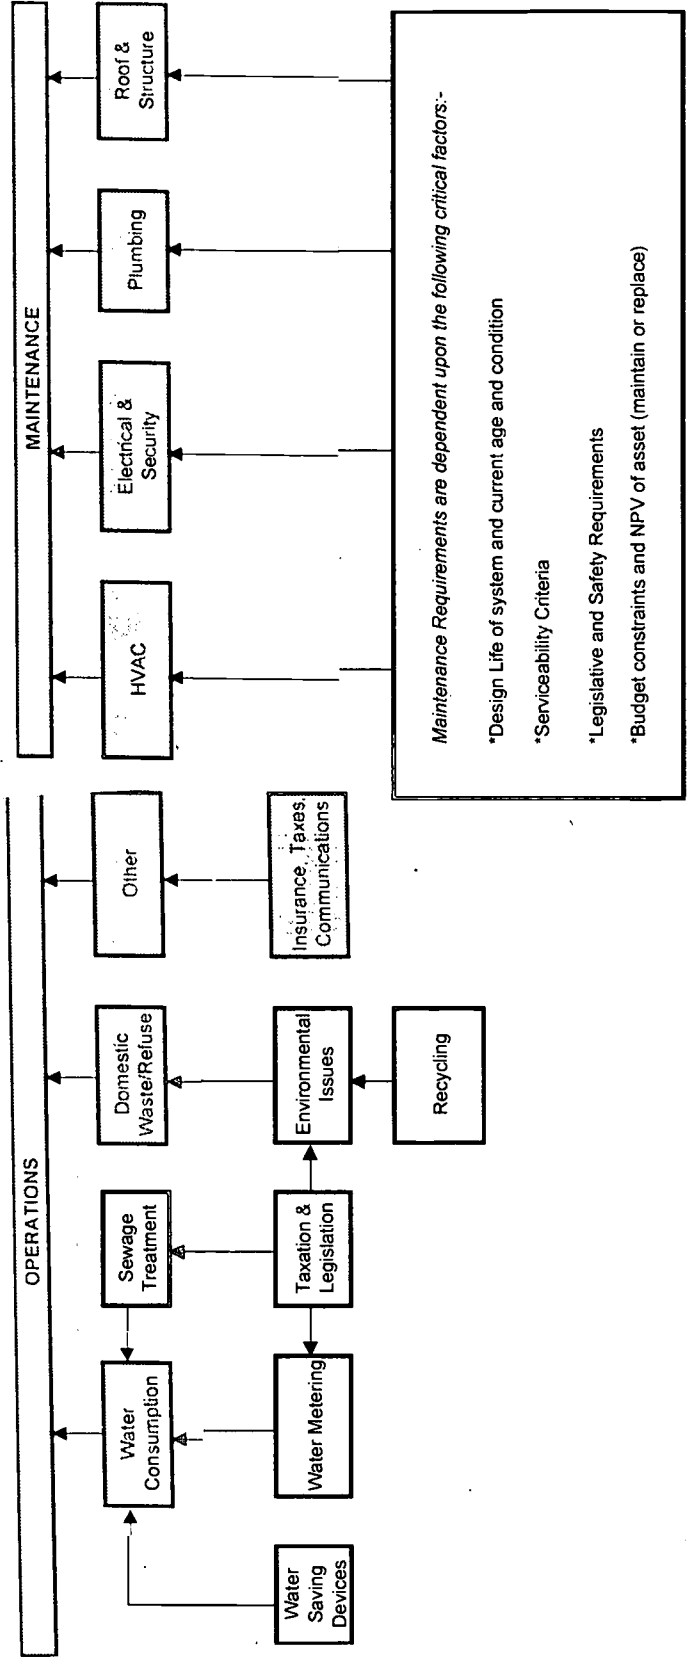 OPERATIONS
MAINTENANCE
Water
Consumption
Sewage
Treatment
Domestic
Waste/Refuse
Other
HVAC
Electrical &
Security
Plumbing
Roof &
Structure
Water
Saving
Devices
Water Metering
Taxation &
Legislation
Environmental
Issues
Insurance, Taxes,
Communications
Recycling
Maintenance Requirements are dependent upon the following critical factors:-
*Design Life of system and current age and condition
*Serviceability Criteria
*Legislative and Safety Requirements
*Budget constraints and NPV of asset (maintain or replace)